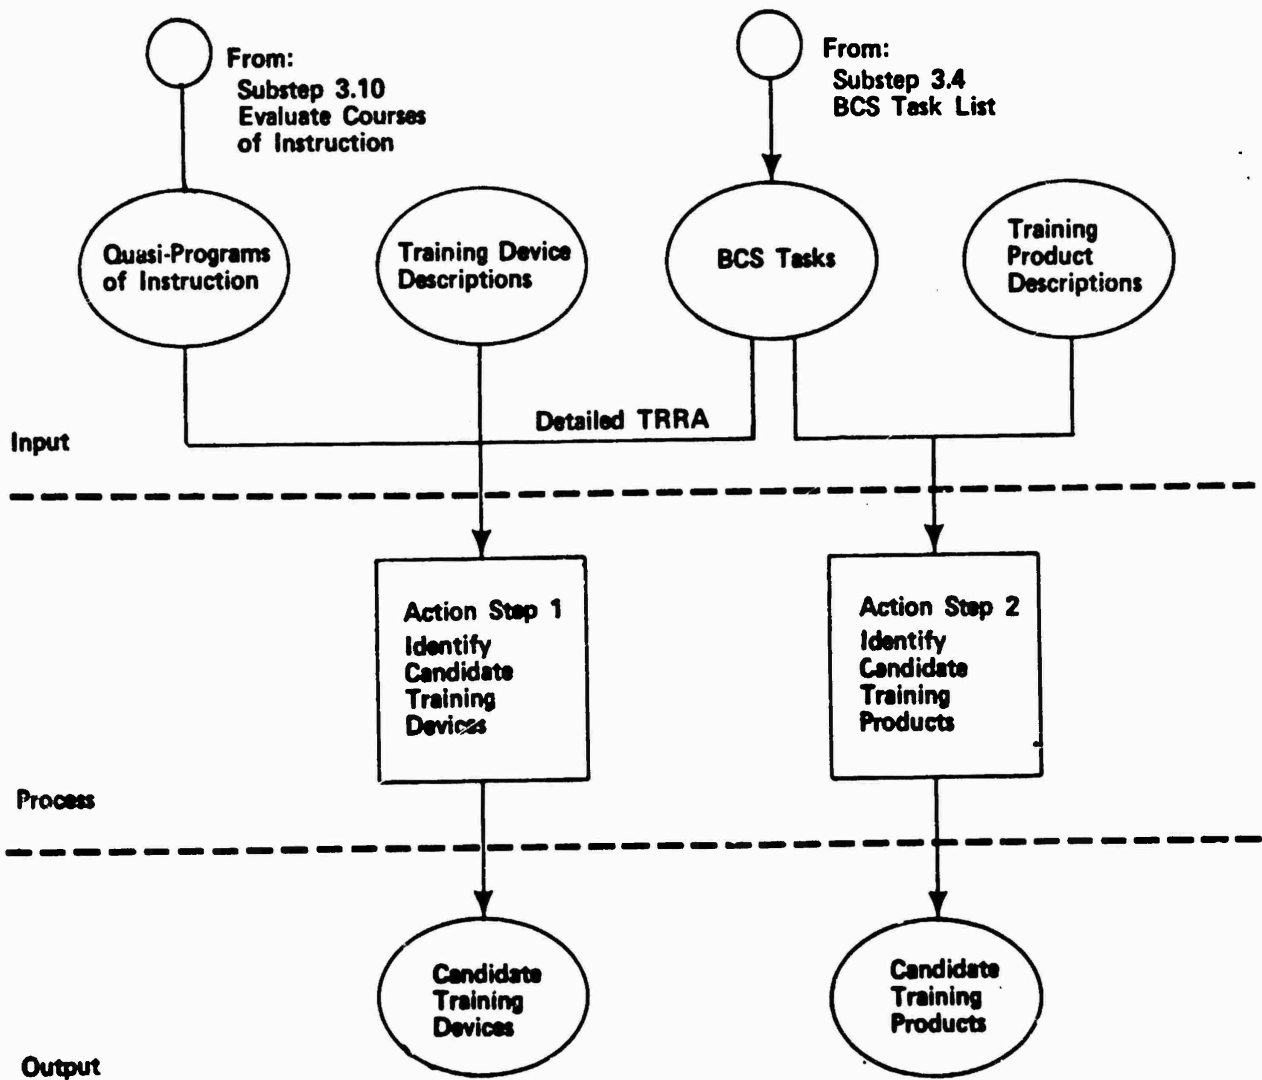 From:
Substep 3.10
Evaluate Courses
of Instruction
From:
Substep 3.4
BCS Task List
Quasi-Programs
of Instruction
Training Device
Descriptions
BCS Tasks
Training
Product
Descriptions
Detailed TRRA
Input
Action Step 1
Identify
Candidate
Training
Devices
Action Step 2
Identify
Candidate
Training
Products
Process
Candidate
Training
Devices
Candidate
Training
Products
Output